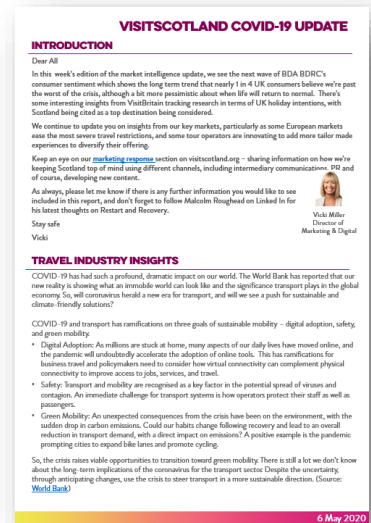 VISITSCOTLAND COVID-19 UPDATE
INTRODUCTION
Dear All
In this week's edition of the market intelligence update, we see the next wave of BDA BDRC's
consumer sentiment which shows the long term trend that nearly 1 in 4 UK consumers believe we're past
the worst of the crisis, although a bit more pessimistic about when life will return to normal. There's
some interesting insights from VisitBritain tracking research in terms of UK holiday intentions, with
Scotland being cited as a top destination being considered.
We continue to update you on insights from our key markets, particularly as some European markets
ease the most severe travel restrictions, and some tour operators are innovating to add more tailor made
experiences to diversify their offering.
Keep an eye on our marketing response section on visitscotland.org – sharing information on how we're
keeping Scotland top of mind using different channels, including intermediary communications, PR and
of course, developing new content.
As always, please let me know if there is any further information you would like to see
included in this report, and don't forget to follow Malcolm Roughead on Linked In for
his latest thoughts on Restart and Recovery.
Stay safe
Vicki
Vicki Miller
Director of
Marketing & Digital
TRAVEL INDUSTRY INSIGHTS
COVID-19 has had such a profound, dramatic impact on our world. The World Bank has reported that our
new reality is showing what an immobile world can look like and the significance transport plays in the global
economy. So, will coronavirus herald a new era for transport, and will we see a push for sustainable and
climate-friendly solutions?
COVID-19 and transport has ramifications on three goals of sustainable mobility – digital adoption, safety,
and green mobility.
• Digital Adoption: As millions are stuck at home, many aspects of our daily lives have moved online, and
the pandemic will undoubtedly accelerate the adoption of online tools. This has ramifications for
business travel and policymakers need to consider how virtual connectivity can complement physical
connectivity to improve access to jobs, services, and travel.
• Safety: Transport and mobility are recognised as a key factor in the potential spread of viruses and
contagion. An immediate challenge for transport systems is how operators protect their staff as well as
passengers.
• Green Mobility: An unexpected consequences from the crisis have been on the environment, with the
sudden drop in carbon emissions. Could our habits change following recovery and lead to an overall
reduction in transport demand, with a direct impact on emissions? A positive example is the pandemic
prompting cities to expand bike lanes and promote cycling.
So, the crisis raises viable opportunities to transition toward green mobility. There is still a lot we don't know
about the long-term implications of the coronavirus for the transport sector. Despite the uncertainty,
through anticipating changes, use the crisis to steer transport in a more sustainable direction. (Source:
World Bank)
6 May 2020